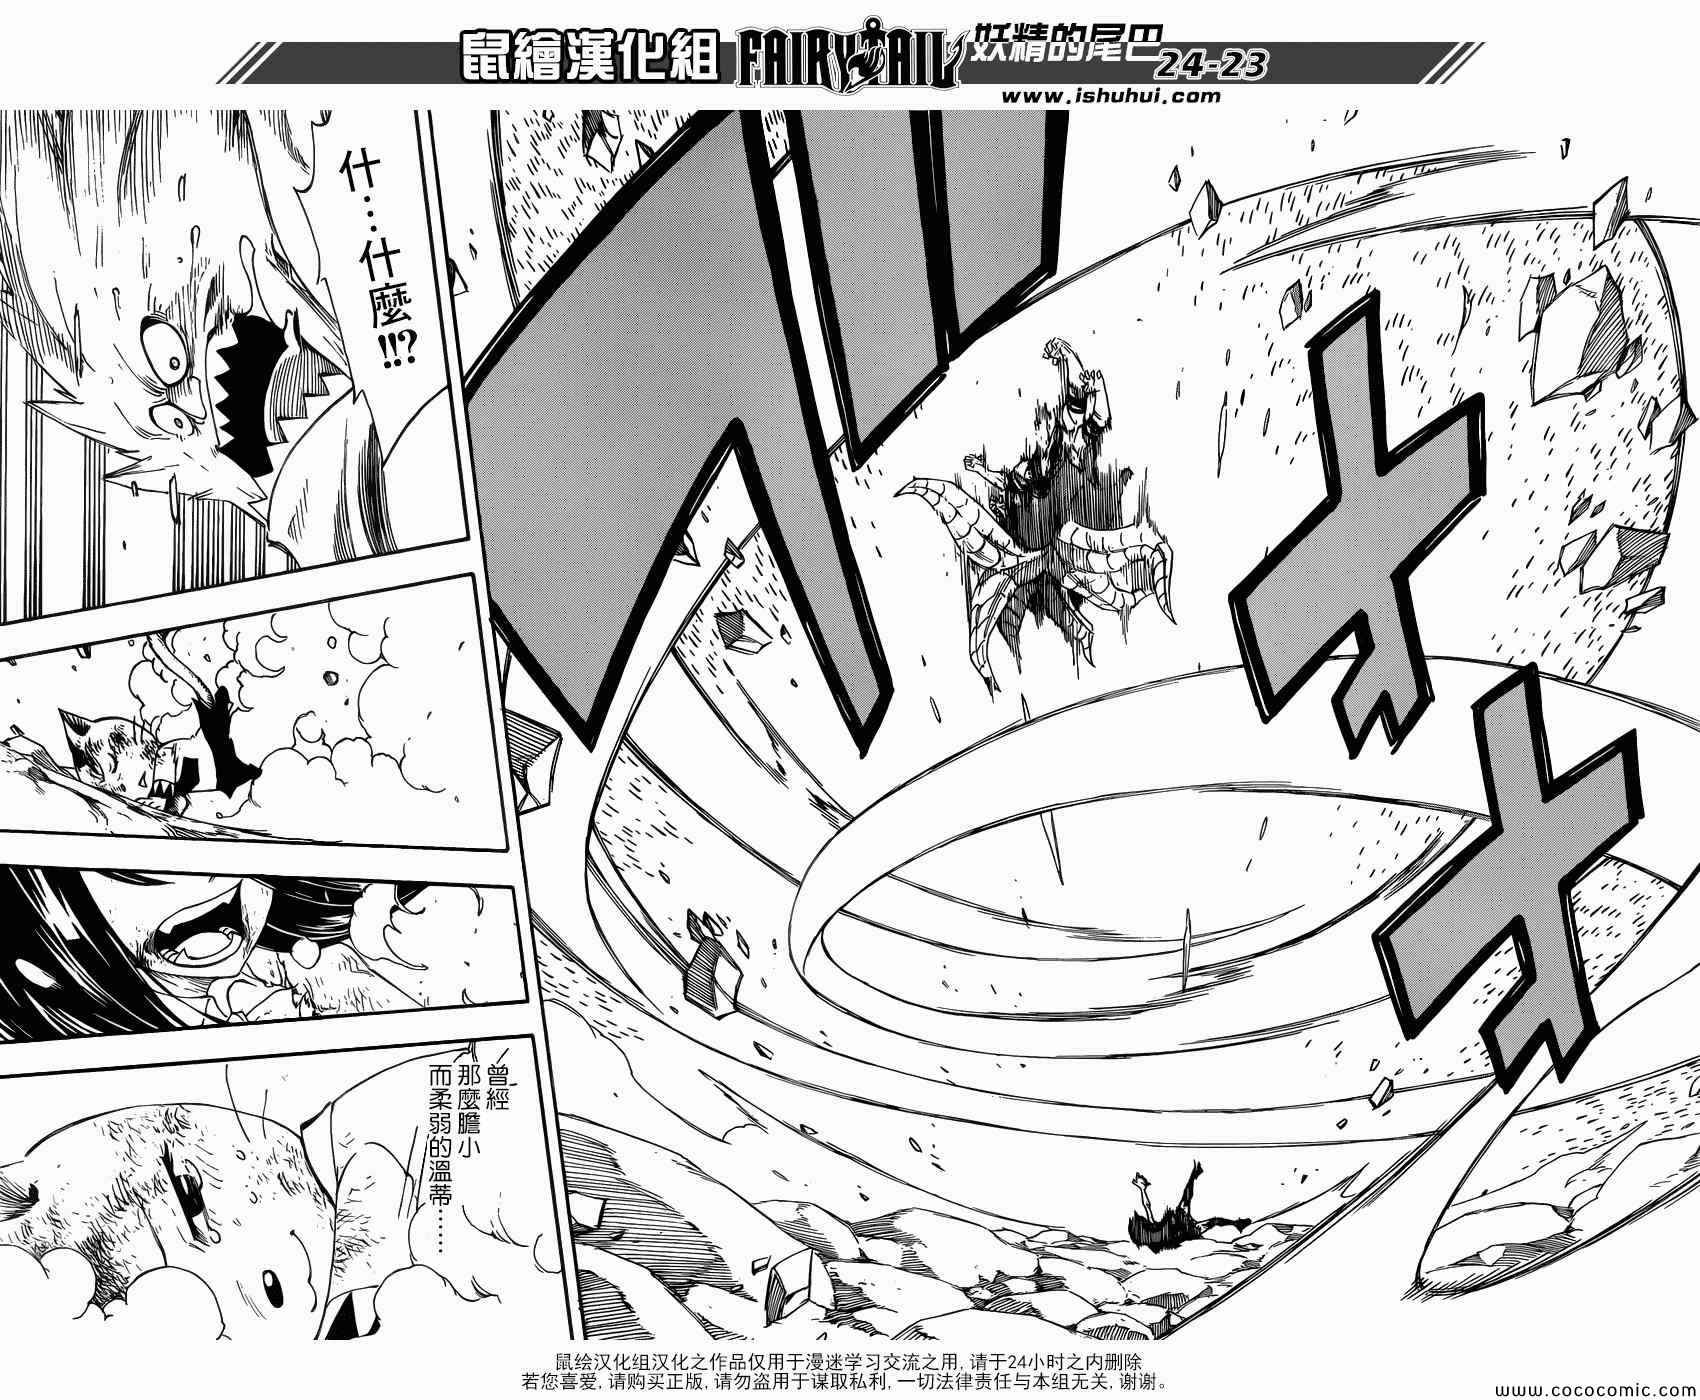 鼠繪漢化組
FAIRY TAIL
妖精的尾巴
24-23
www.ishuhui.com
ズメメ
什…什麼!!?
曾經
那麼膽小
而柔弱的溫蒂……
鼠绘汉化组汉化之作品仅用于漫迷学习交流之用,请于24小时之内删除
若您喜爱,请购买正版,请勿盗用于谋取私利,一切法律责任与本组无关,谢谢。
www.cococomic.com